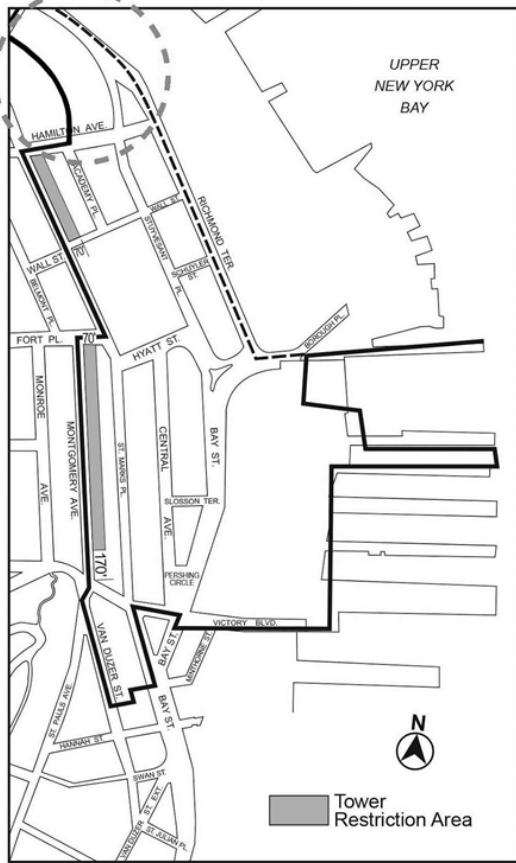 UPPER
NEW YORK
BAY
HAMILTON AVE.
ACADEMY PL.
RICHMOND TER.
WALL ST.
STUYVESANT
PL.
70'
WALL ST.
SCHUYLER
ST.
BELMONT PL.
BOROUGH PL.
FORT PL.
70'
HYATT ST.
MONROE
AVE.
MONTGOMERY AVE.
ST. MARKS PL.
CENTRAL
AVE.
BAY ST.
SLOSSON TER.
170'
PERSHING
CIRCLE
VAN DUZER ST.
BAY ST.
VICTORY BLVD.
MINTHORNE ST.
ST. PAULS AVE.
BAY ST.
HANNAH ST.
N
SWAN ST.
VAN DUZER ST. EXT.
ST. JULIAN PL.
Tower
Restriction Area